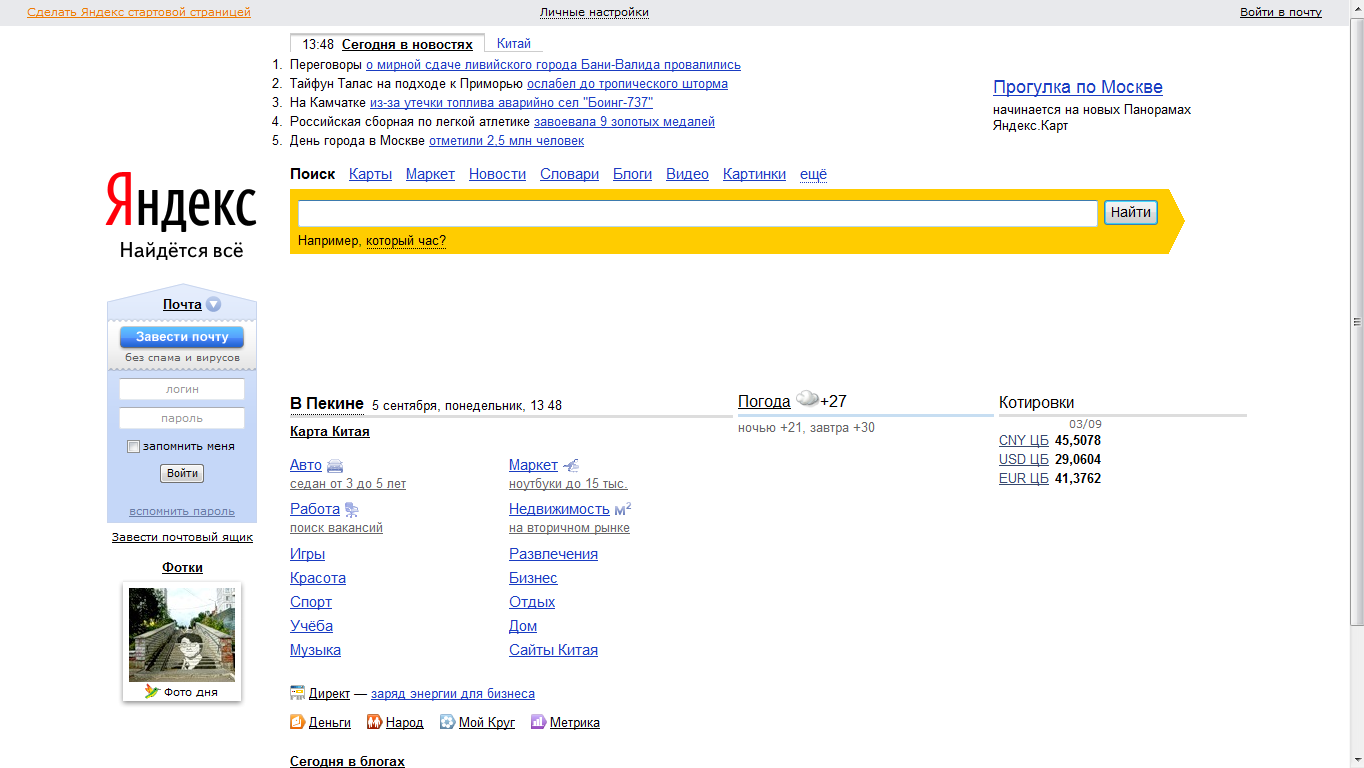 Сделать Яндекс стартовой страницей
Личные настройки
Войти в почту
13:48 Сегодня в новостях Китай
1. Переговоры о мирной сдаче ливийского города Бани-Валида провалились
2. Тайфун Талас на подходе к Приморью ослабел до тропического шторма
3. На Камчатке из-за утечки топлива аварийно сел "Боинг-737"
4. Российская сборная по легкой атлетике завоевала 9 золотых медалей
5. День города в Москве отметили 2,5 млн человек
Прогулка по Москве
начинается на новых Панорамах
Яндекс.Карт
Яндекс
Найдётся всё
Поиск Карты Маркет Новости Словари Блоги Видео Картинки ещё
Найти
Например, который час?
Почта
Завести почту
без спама и вирусов
логин
пароль
запомнить меня
Войти
вспомнить пароль
Завести почтовый ящик
Фотки
Фото дня
В Пекине 5 сентября, понедельник, 13 48
Карта Китая
Авто
седан от 3 до 5 лет
Маркет
ноутбуки до 15 тыс.
Работа
поиск вакансий
Недвижимость м²
на вторичном рынке
Игры
Развлечения
Красота
Бизнес
Спорт
Отдых
Учёба
Дом
Музыка
Сайты Китая
Погода +27
ночью +21, завтра +30
Котировки
03/09
CNY ЦБ 45,5078
USD ЦБ 29,0604
EUR ЦБ 41,3762
Директ — заряд энергии для бизнеса
Деньги Народ Мой Круг Метрика
Сегодня в блогах